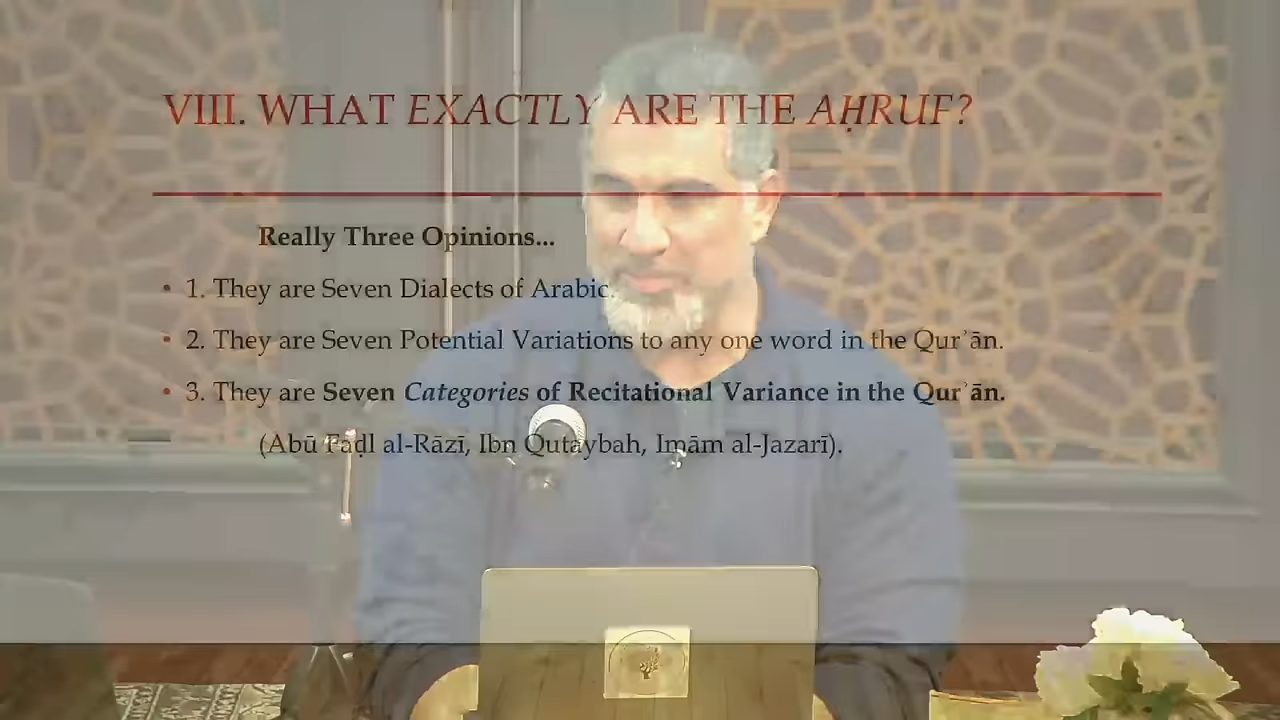 VIII. WHAT EXACTLY ARE THE AḤRUF?
Really Three Opinions...
• 1. They are Seven Dialects of Arabic.
• 2. They are Seven Potential Variations to any one word in the Qurʾān.
• 3. They are Seven Categories of Recitational Variance in the Qurʾān.
(Abū Faḍl al-Rāzī, Ibn Qutaybah, Imām al-Jazarī).